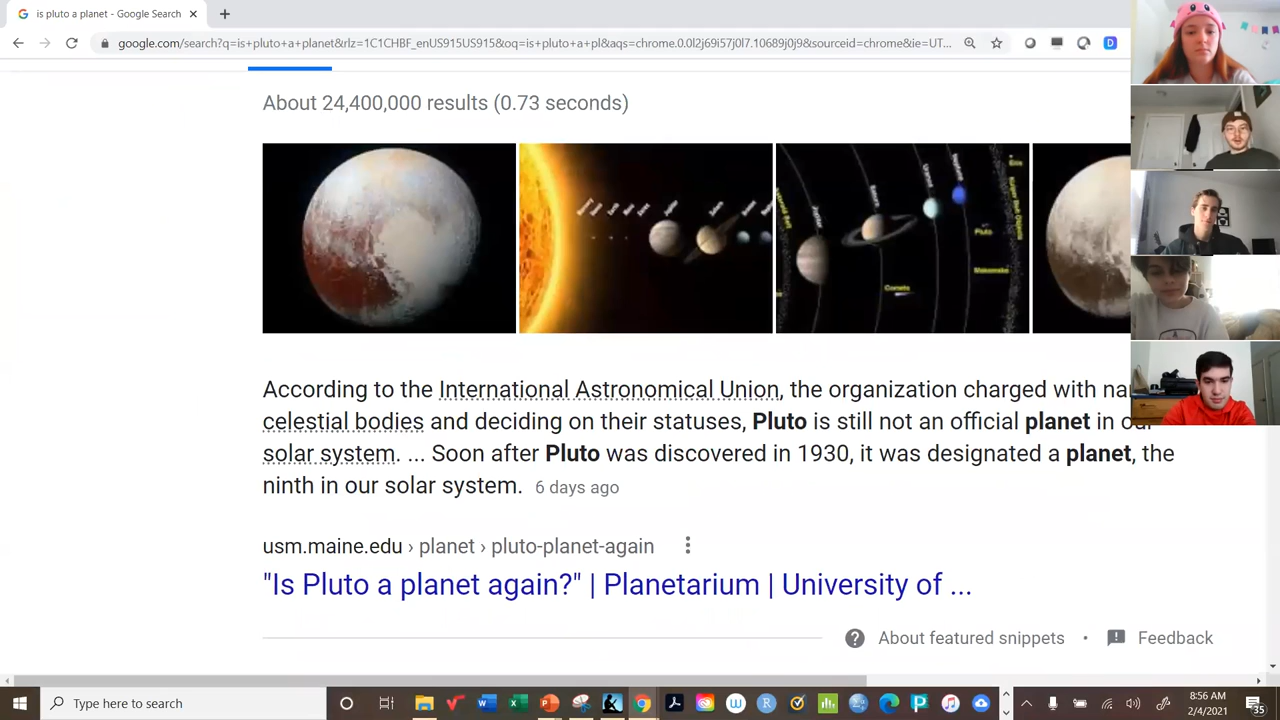 is pluto a planet - Google Search
google.com/search?q=is+pluto+a+planet&rlz=1C1CHBF_enUS915US915&oq=is+pluto+a+pl&aqs=chrome.0.0l2j69i57j0l7.10689j0j9&sourceid=chrome&ie=UT...
About 24,400,000 results (0.73 seconds)
Jupiter
Pluto
Makemake
Comets
According to the International Astronomical Union, the organization charged with
celestial bodies and deciding on their statuses, Pluto is still not an official planet in
solar system. ... Soon after Pluto was discovered in 1930, it was designated a planet, the
ninth in our solar system. 6 days ago
usm.maine.edu › planet › pluto-planet-again
"Is Pluto a planet again?" | Planetarium | University of ...
About featured snippets • Feedback
Type here to search
8:56 AM
2/4/2021
35